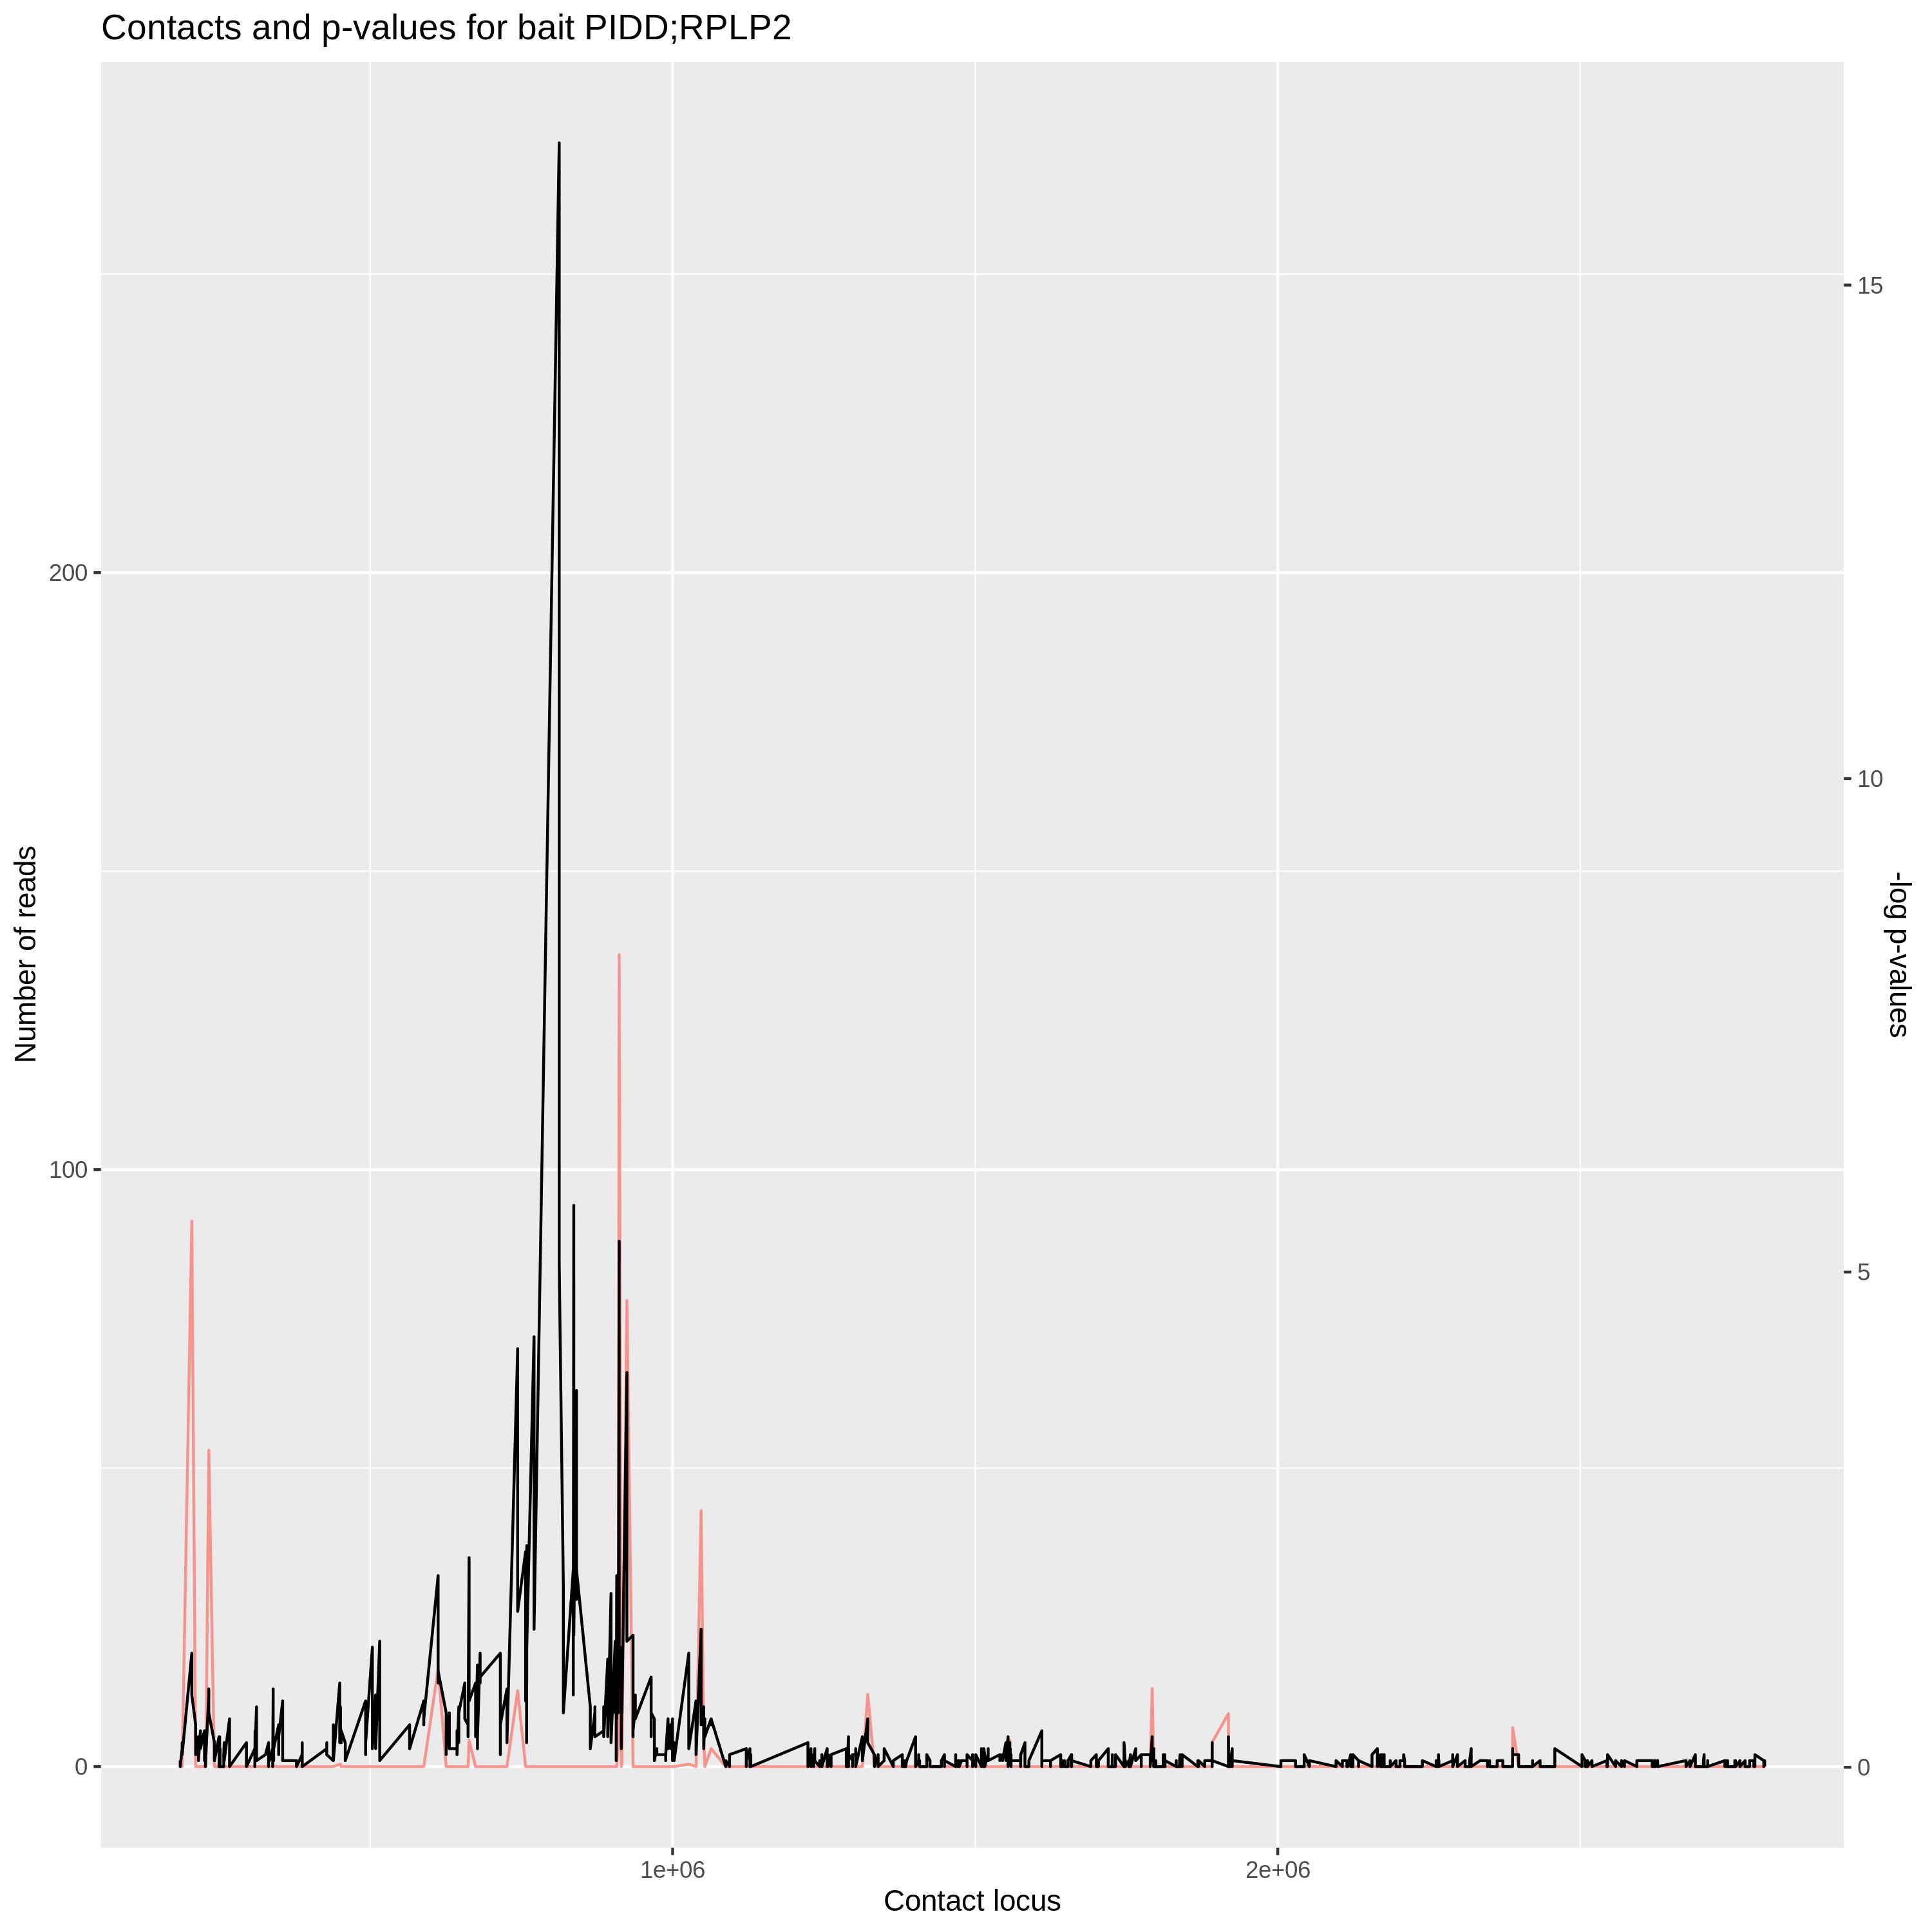 Contacts and p-values for bait PIDD;RPLP2
Number of reads
200
100
0
15
10
5
0
-log p-values
1e+06
2e+06
Contact locus